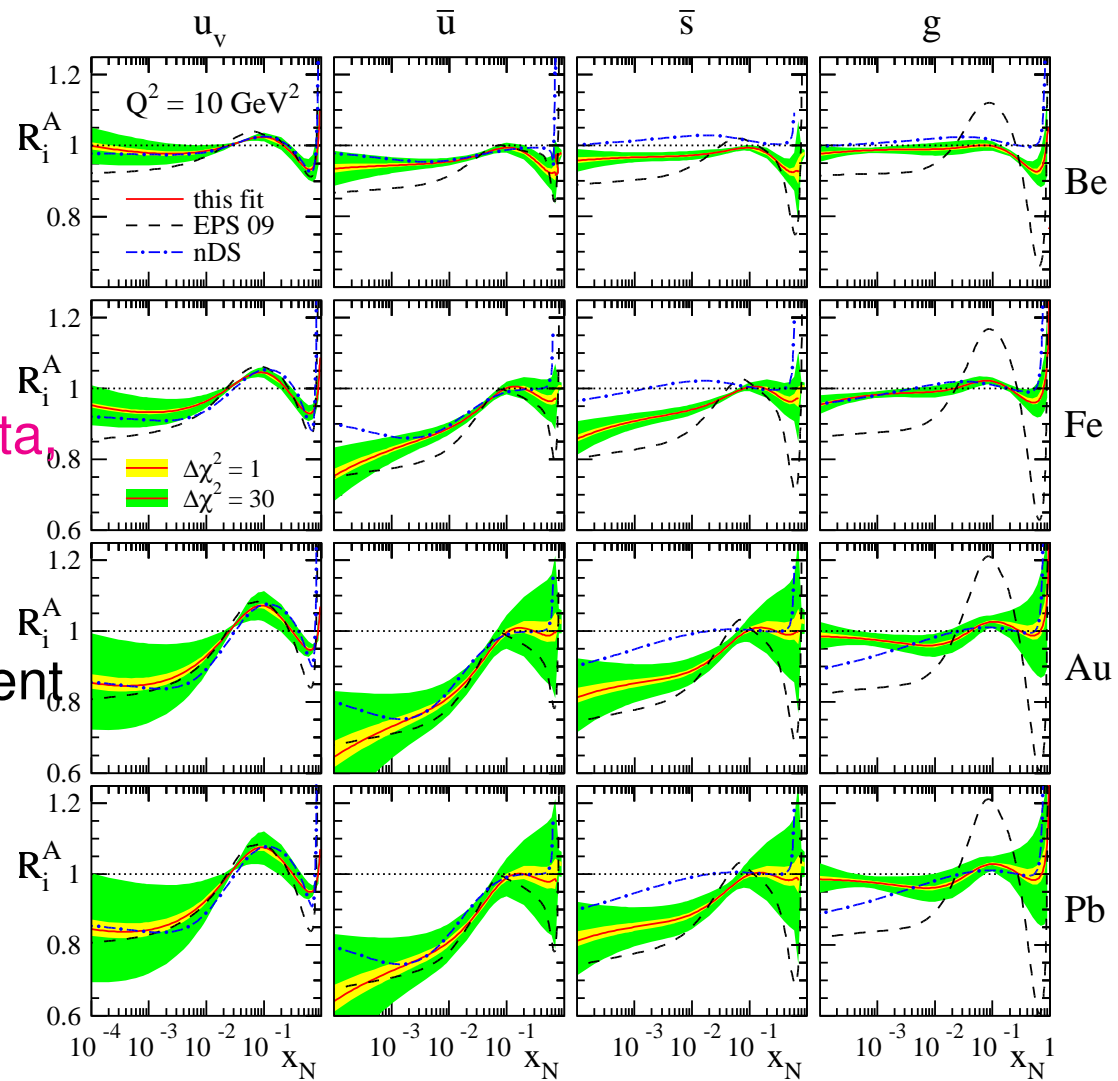 u_v ū s̄ g
1.2
Q² = 10 GeV²
R_i^A 1
Be
this fit
EPS 09
0.8
nDS
1.2
R_i^A 1
Fe
ta,
0.8
Δχ² = 1
Δχ² = 30
0.6
1.2
R_i^A 1
Au
ent
0.8
0.6
1.2
R_i^A 1
Pb
0.8
0.6
10⁻⁴ 10⁻³ 10⁻² 10⁻¹ 10⁻³ 10⁻² 10⁻¹ 10⁻³ 10⁻² 10⁻¹ 10⁻³ 10⁻² 10⁻¹ 1
x_N x_N x_N x_N